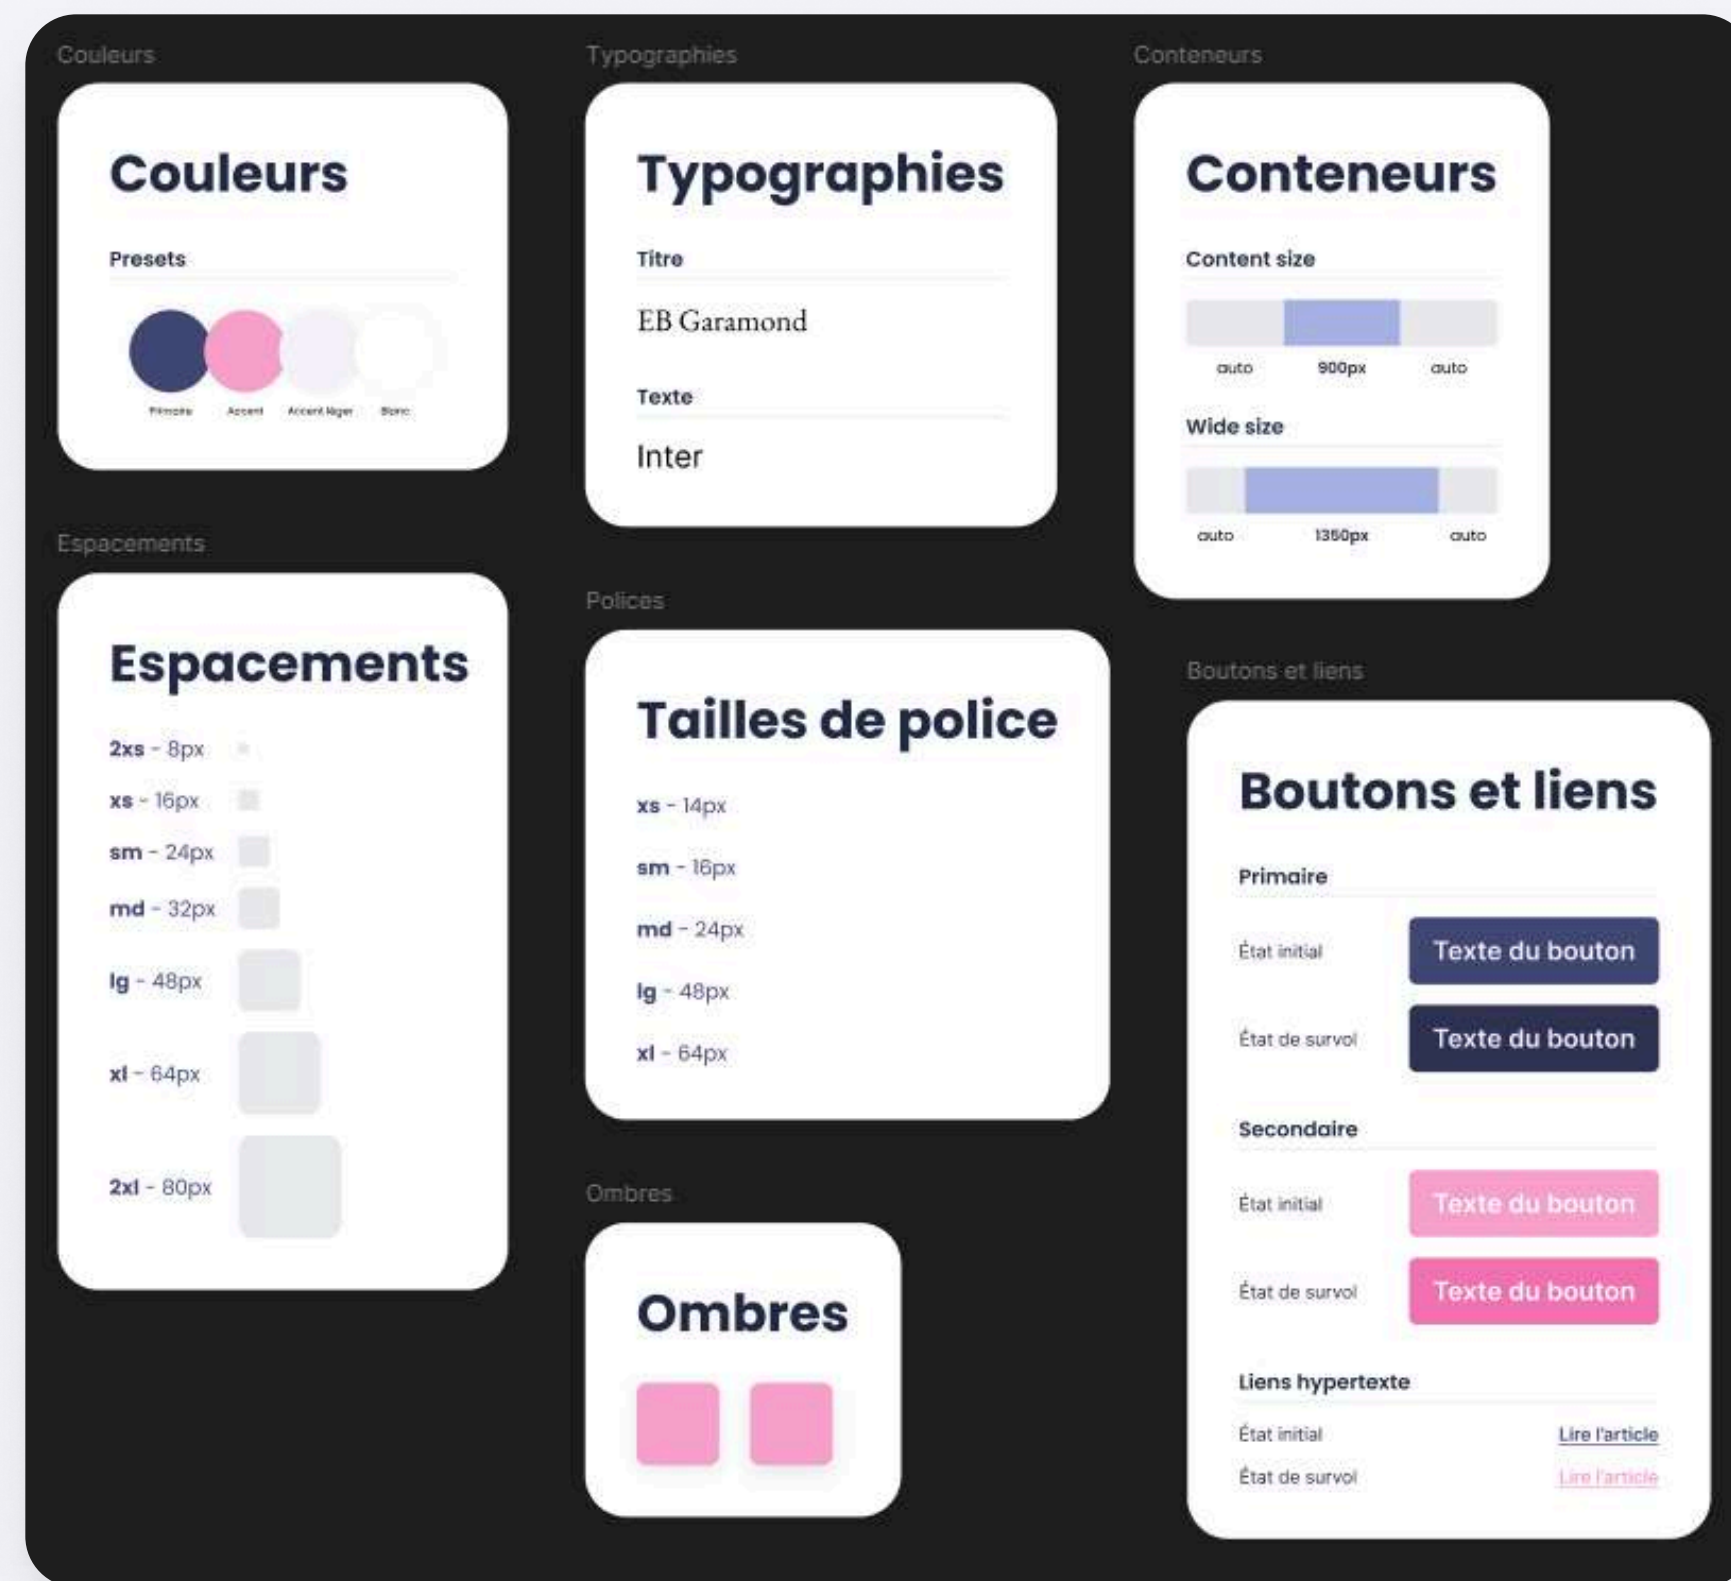 Couleurs
Couleurs
Presets
Primaire Accent Accent léger Blanc
Typographies
Typographies
Titre
EB Garamond
Texte
Inter
Conteneurs
Conteneurs
Content size
auto 900px auto
Wide size
auto 1350px auto
Espacements
Espacements
2xs - 8px
xs - 16px
sm - 24px
md - 32px
lg - 48px
xl - 64px
2xl - 80px
Polices
Tailles de police
xs - 14px
sm - 16px
md - 24px
lg - 48px
xl - 64px
Ombres
Ombres
Boutons et liens
Boutons et liens
Primaire
État initial Texte du bouton
État de survol Texte du bouton
Secondaire
État initial Texte du bouton
État de survol Texte du bouton
Liens hypertexte
État initial Lire l'article
État de survol Lire l'article